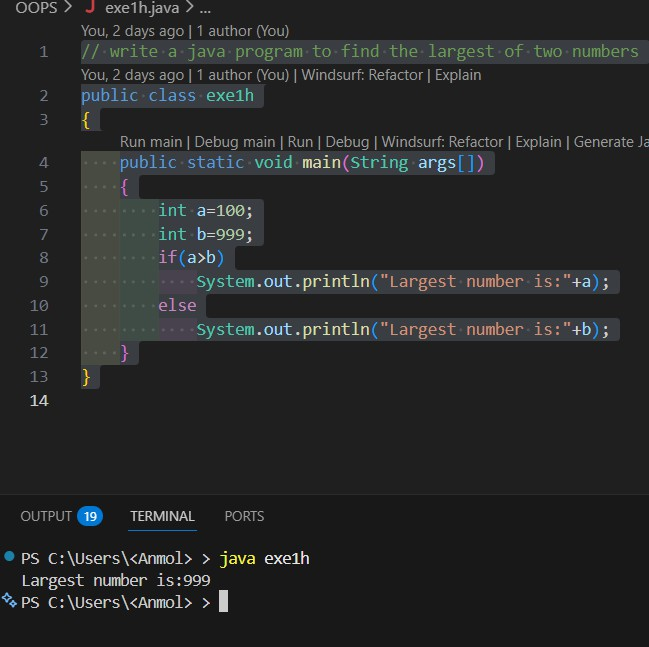 OOPS > J exe1h.java > ...
You, 2 days ago | 1 author (You)
1 // write a java program to find the largest of two numbers
You, 2 days ago | 1 author (You) | Windsurf: Refactor | Explain
2 public class exe1h
3 {
Run main | Debug main | Run | Debug | Windsurf: Refactor | Explain | Generate Ja
4 public static void main(String args[])
5 {
6 int a=100;
7 int b=999;
8 if(a>b)
9 System.out.println("Largest number is:"+a);
10 else
11 System.out.println("Largest number is:"+b);
12 }
13 }
14
OUTPUT 19 TERMINAL PORTS
PS C:\Users\<Anmol> > java exe1h
Largest number is:999
PS C:\Users\<Anmol> >